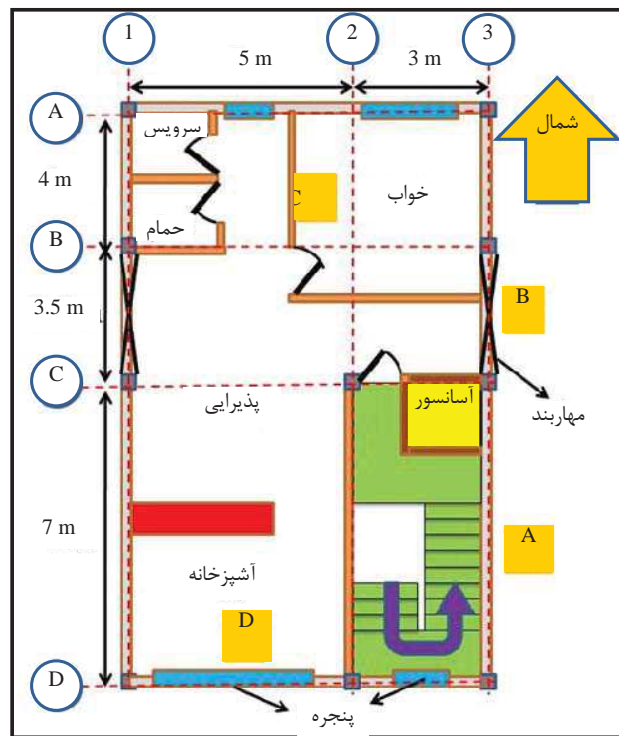 1 2 3
5 m 3 m
A
سرویس
شمال
4 m
C
خواب
حمام
B
3.5 m
B
C
پذیرایی
آسانسور
مهاربند
7 m
A
آشپزخانه
D
D
پنجره